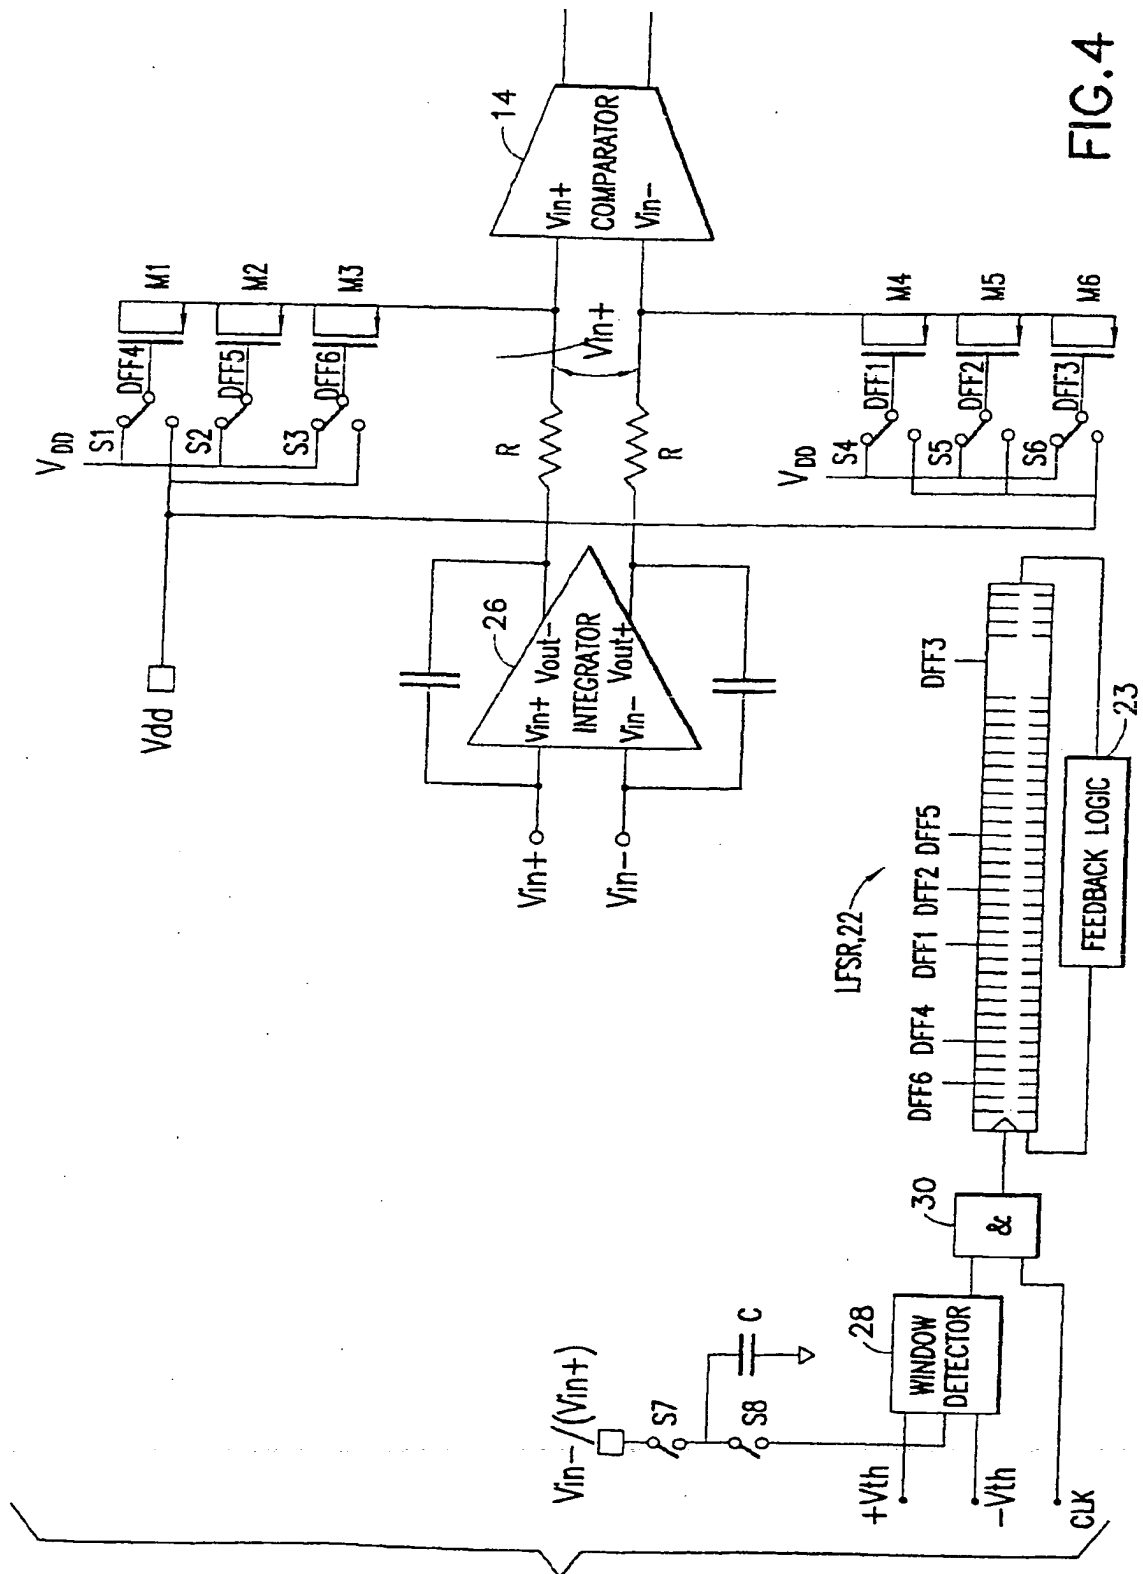 FIG.4
14
Vin+
COMPARATOR
Vin-
M1
M2
M3
DFF4
DFF5
DFF6
S1
S2
S3
VDD
Vdd
Vin+
R
R
M4
M5
M6
DFF1
DFF2
DFF3
S4
S5
S6
VDD
26
Vin+
Vout-
INTEGRATOR
Vin-
Vout+
Vin+
Vin-
LFSR,22
DFF6
DFF4
DFF1
DFF2
DFF5
DFF3
FEEDBACK LOGIC
23
30
&
28
WINDOW
DETECTOR
Vin-/(Vin+)
S7
S8
C
+Vth
-Vth
CLK